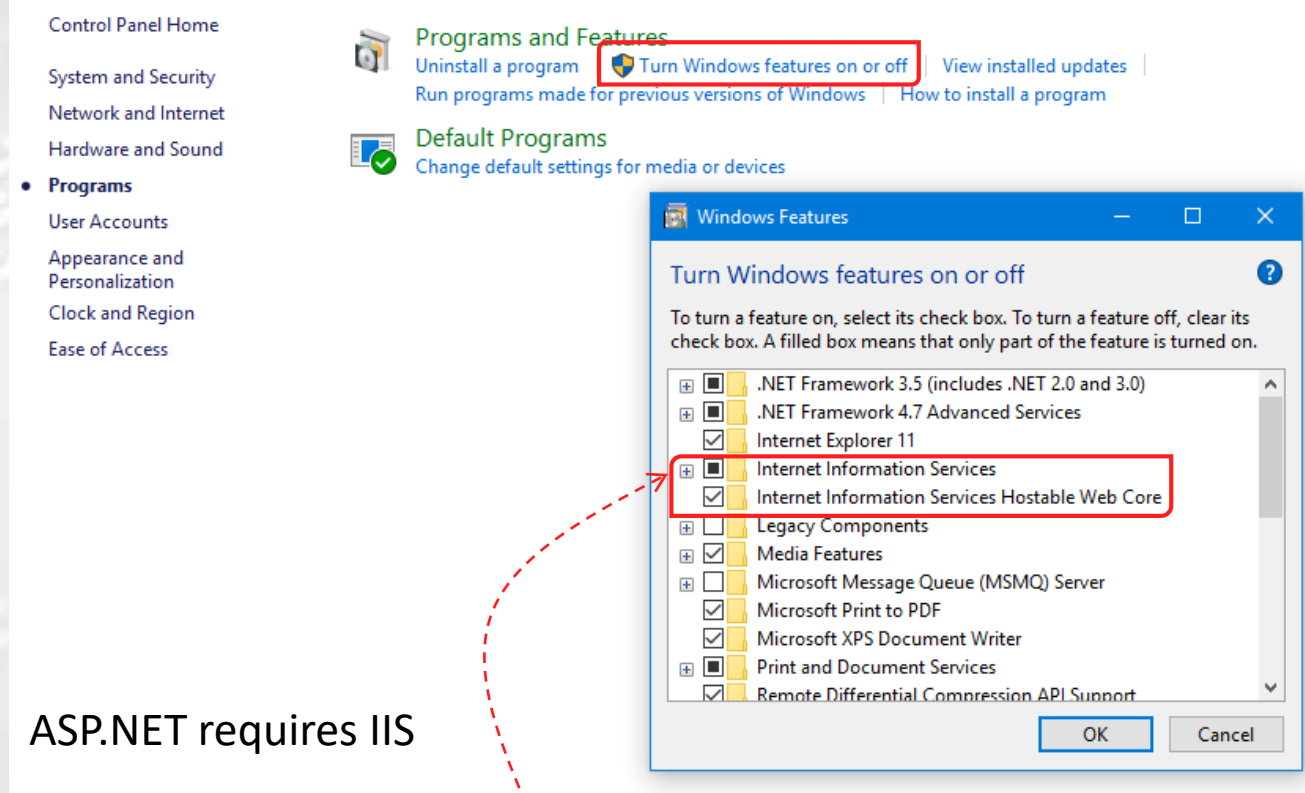 Control Panel Home
System and Security
Network and Internet
Hardware and Sound
Programs
User Accounts
Appearance and
Personalization
Clock and Region
Ease of Access
Programs and Features
Uninstall a program
Turn Windows features on or off
View installed updates
Run programs made for previous versions of Windows
How to install a program
Default Programs
Change default settings for media or devices
Windows Features
Turn Windows features on or off
To turn a feature on, select its check box. To turn a feature off, clear its
check box. A filled box means that only part of the feature is turned on.
.NET Framework 3.5 (includes .NET 2.0 and 3.0)
.NET Framework 4.7 Advanced Services
Internet Explorer 11
Internet Information Services
Internet Information Services Hostable Web Core
Legacy Components
Media Features
Microsoft Message Queue (MSMQ) Server
Microsoft Print to PDF
Microsoft XPS Document Writer
Print and Document Services
Remote Differential Compression API Support
OK
Cancel
ASP.NET requires IIS